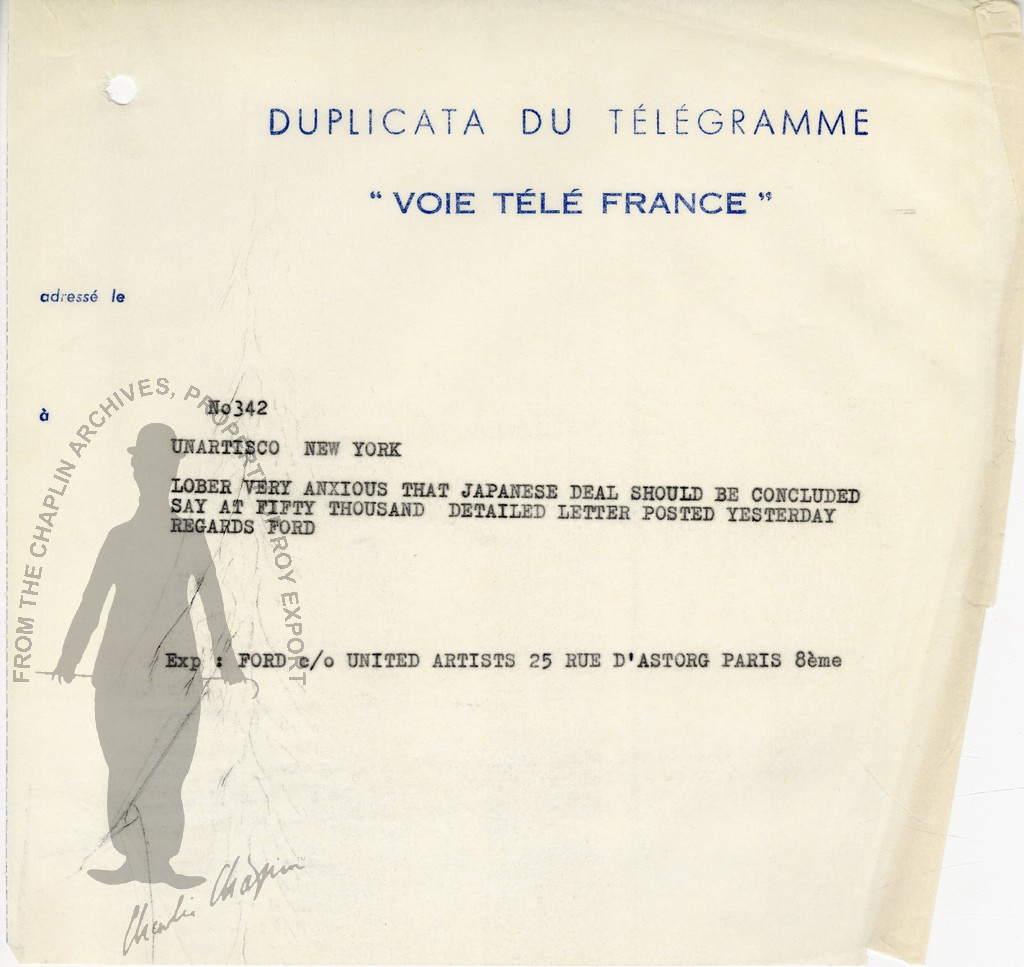 DUPLICATA DU TÉLÉGRAMME
“ VOIE TÉLÉ FRANCE ”
adressé le
à
No342
UNARTISCO NEW YORK
LOBER VERY ANXIOUS THAT JAPANESE DEAL SHOULD BE CONCLUDED
SAY AT FIFTY THOUSAND DETAILED LETTER POSTED YESTERDAY
REGARDS FORD
Exp : FORD c/o UNITED ARTISTS 25 RUE D'ASTORG PARIS 8ème
FROM THE CHAPLIN ARCHIVES, PROPERTY ROY EXPORT
Charlie Chaplin